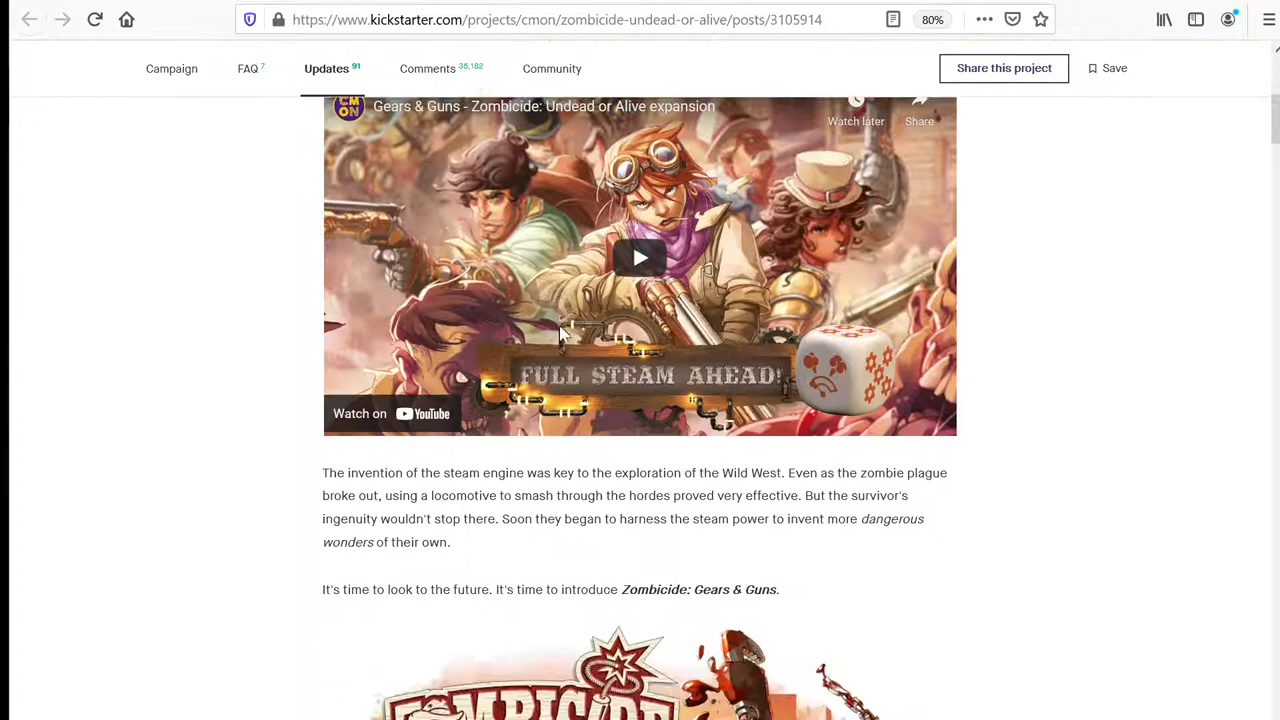 https://www.kickstarter.com/projects/cmon/zombicide-undead-or-alive/posts/3105914
80%
Campaign
FAQ 7
Updates 91
Comments 35,182
Community
Share this project
Save
CMON
Gears & Guns - Zombicide: Undead or Alive expansion
Watch later
Share
FULL STEAM AHEAD!
Watch on YouTube
The invention of the steam engine was key to the exploration of the Wild West. Even as the zombie plague
broke out, using a locomotive to smash through the hordes proved very effective. But the survivor's
ingenuity wouldn't stop there. Soon they began to harness the steam power to invent more dangerous
wonders of their own.
It's time to look to the future. It's time to introduce Zombicide: Gears & Guns.
ZOMBICIDE